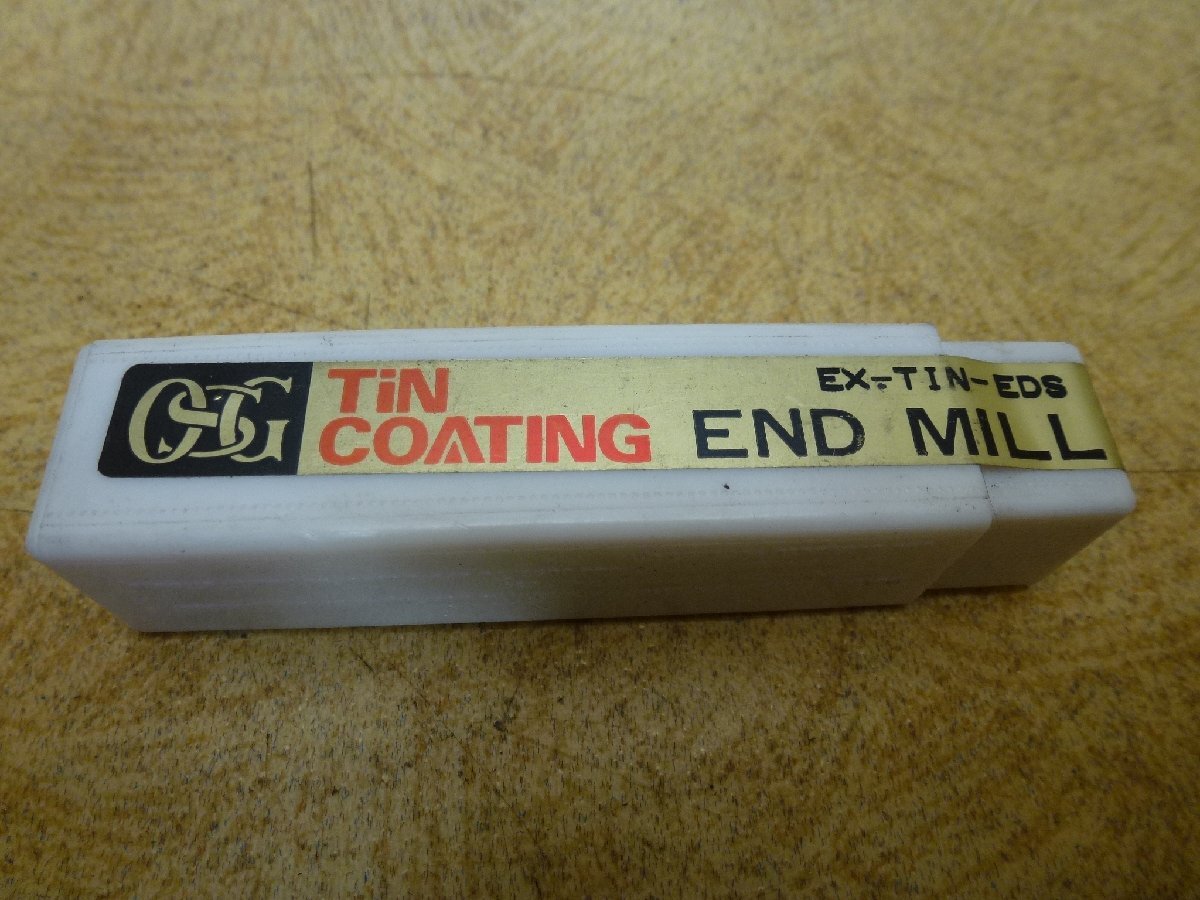 OSG
TiN
COATING
EX-TIN-EDS
END MILL